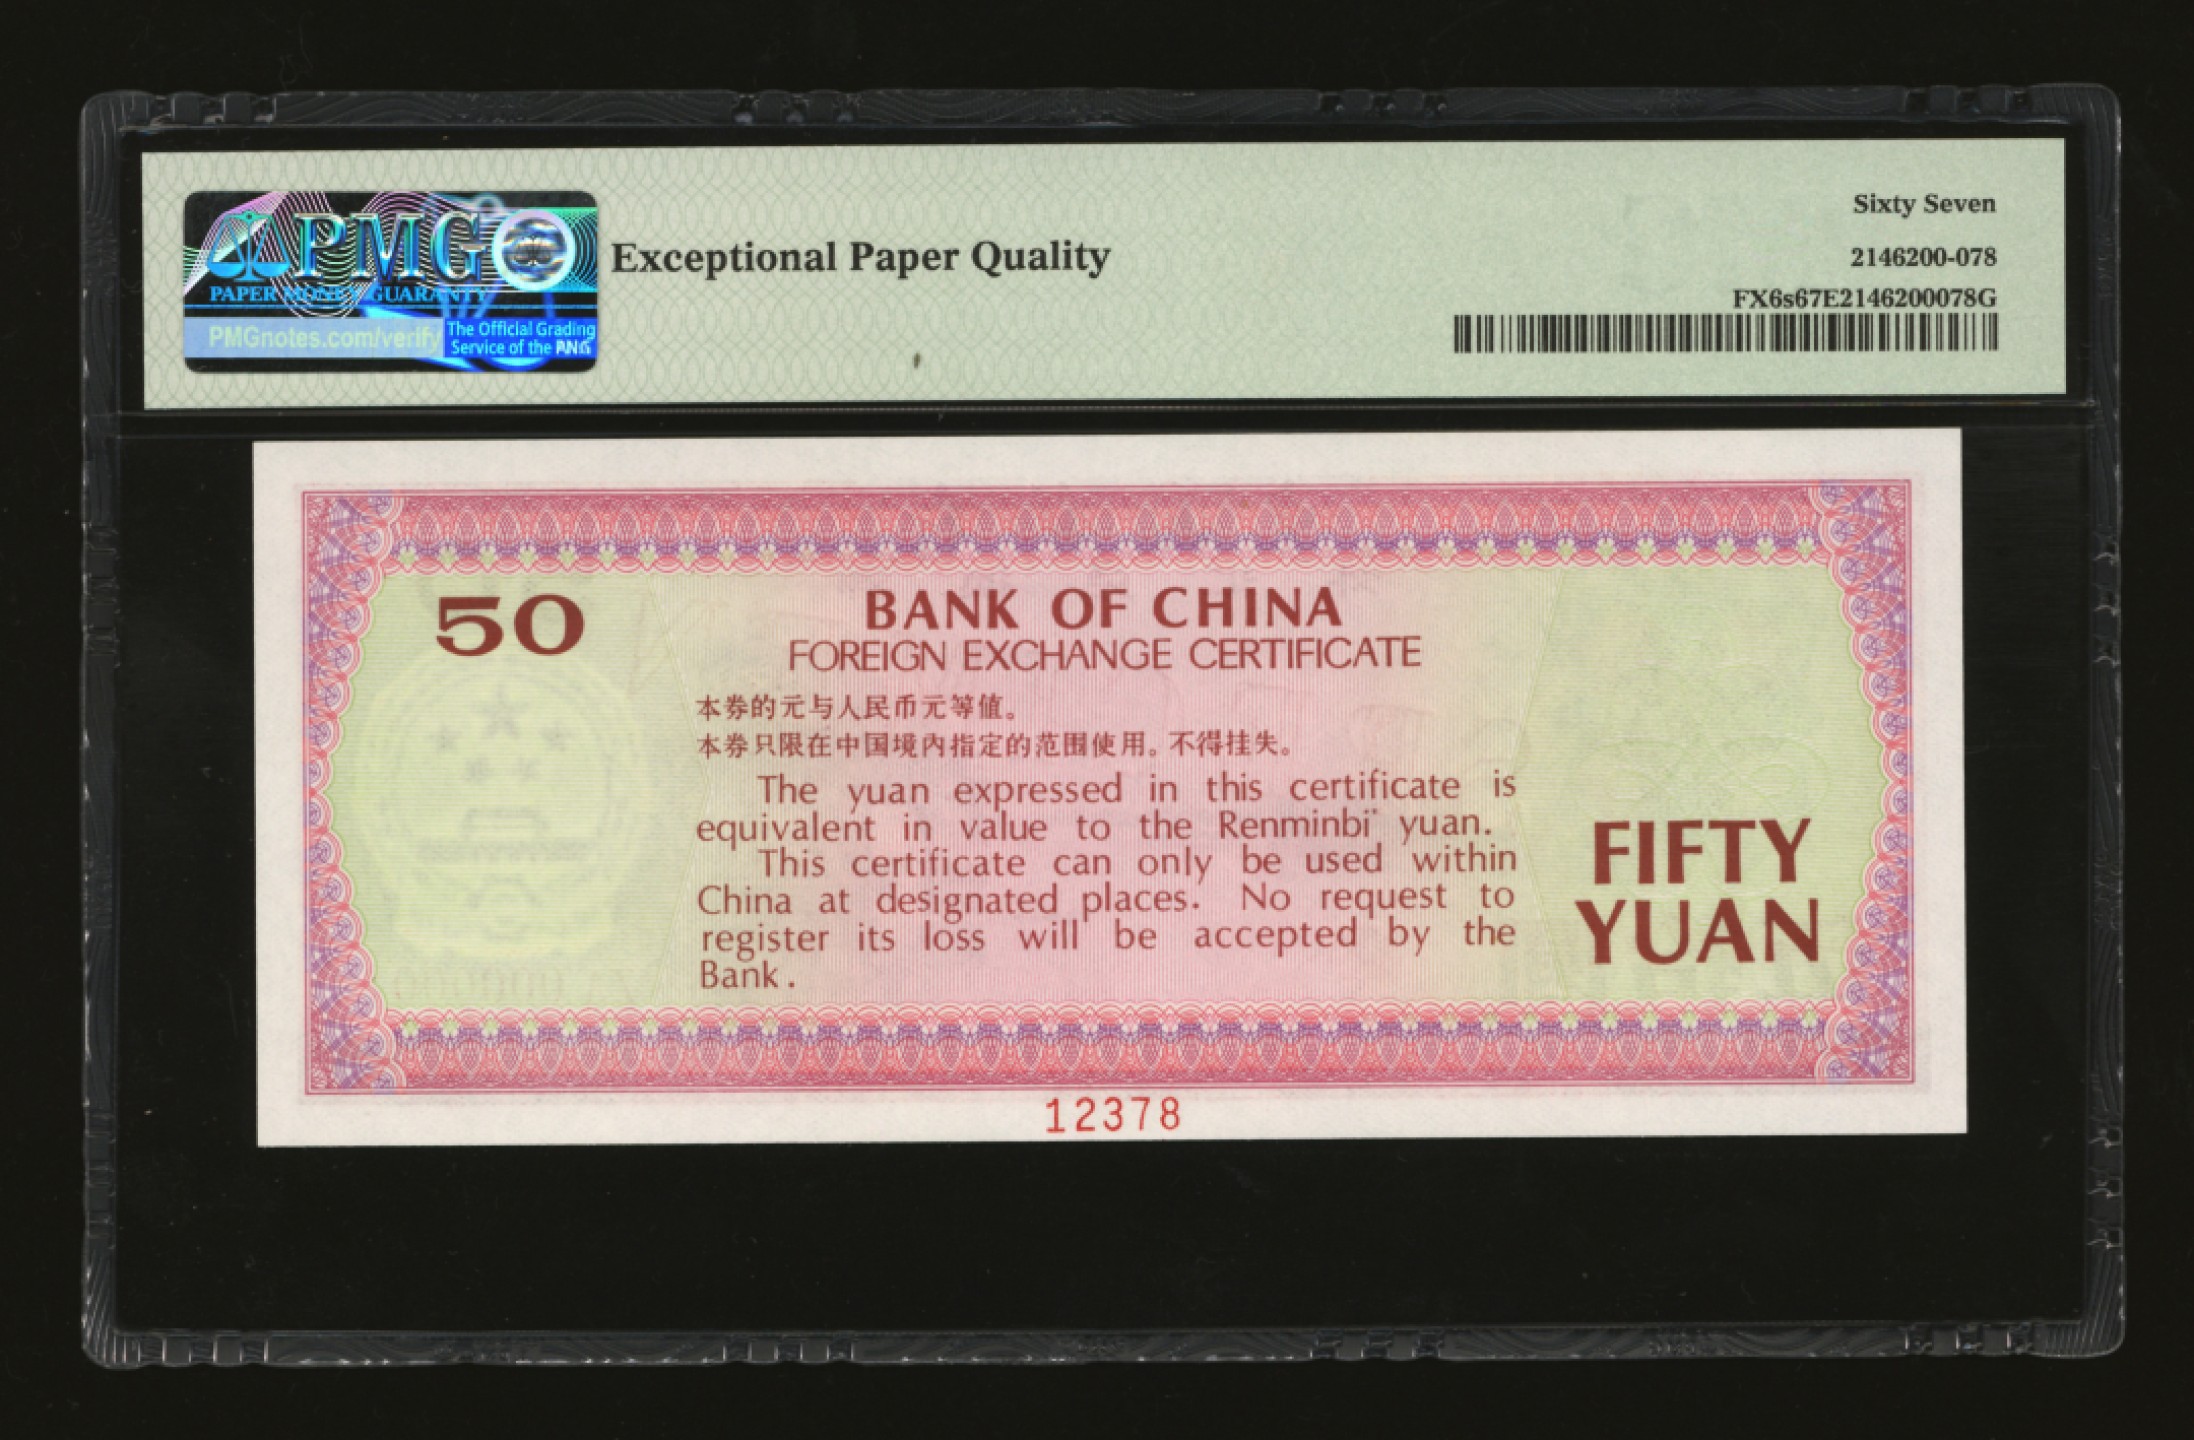 PMG
PAPER MONEY GUARANTY
PMGnotes.com/verify
The Official Grading
Service of the
Exceptional Paper Quality
Sixty Seven
2146200-078
FX6s67E2146200078G
50
BANK OF CHINA
FOREIGN EXCHANGE CERTIFICATE
本券的元与人民币元等值。
本券只限在中国境内指定的范围使用。不得挂失。
The yuan expressed in this certificate is
equivalent in value to the Renminbi yuan.
This certificate can only be used within
China at designated places. No request to
register its loss will be accepted by the
Bank.
FIFTY
YUAN
12378